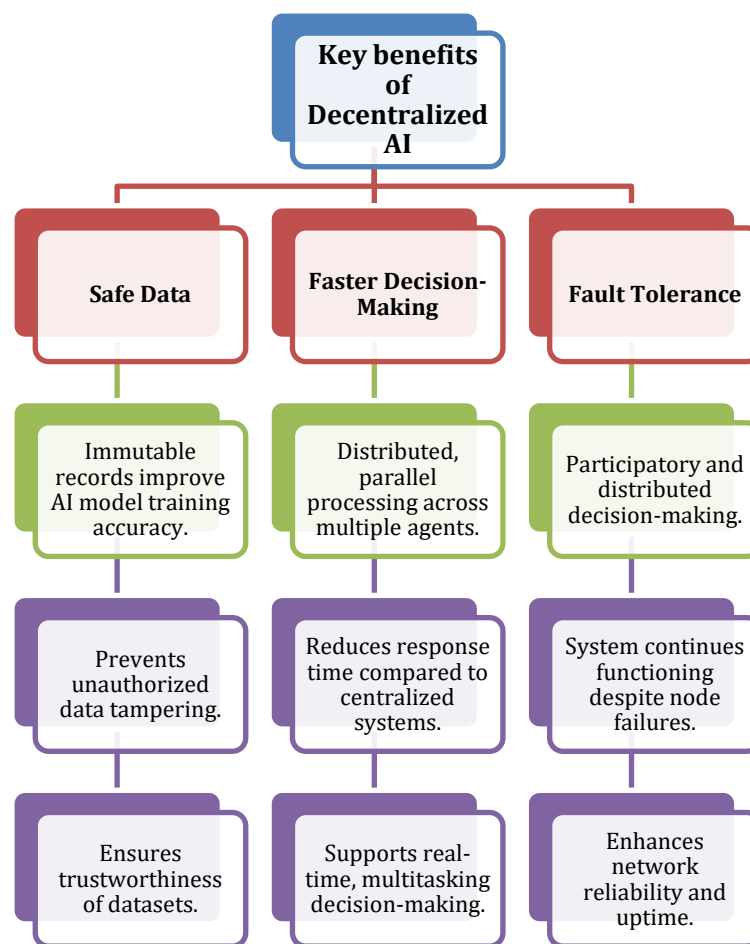 Key benefits
of
Decentralized
AI
Safe Data
Faster Decision-
Making
Fault Tolerance
Immutable
records improve
AI model training
accuracy.
Distributed,
parallel
processing across
multiple agents.
Participatory and
distributed
decision-making.
Prevents
unauthorized
data tampering.
Reduces response
time compared to
centralized
systems.
System continues
functioning
despite node
failures.
Ensures
trustworthiness
of datasets.
Supports real-
time, multitasking
decision-making.
Enhances
network
reliability and
uptime.